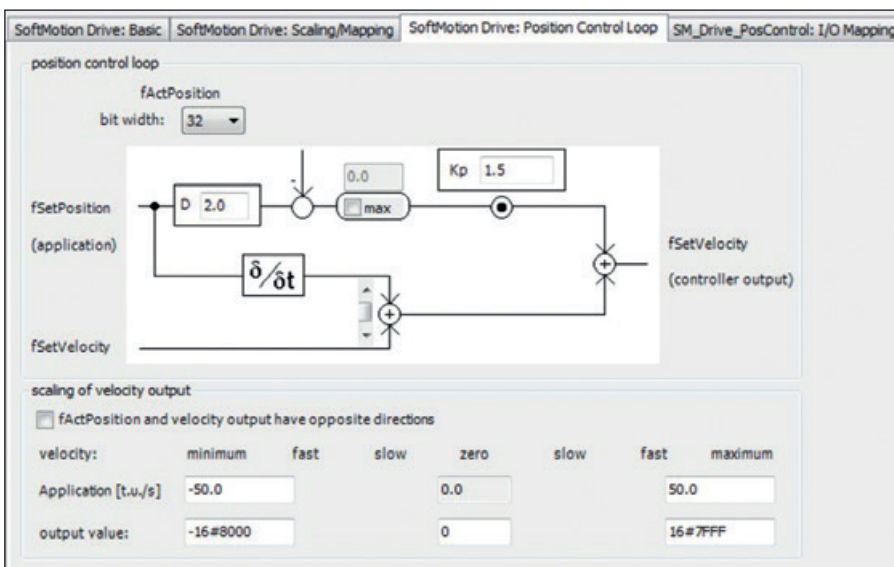 SoftMotion Drive: Basic SoftMotion Drive: Scaling/Mapping SoftMotion Drive: Position Control Loop SM_Drive_PosControl: I/O Mapping
position control loop
fActPosition
bit width: 32
-
0.0
Kp 1.5
fSetPosition
D 2.0
max
(application)
fSetVelocity
δ/δt
+
(controller output)
+
fSetVelocity
scaling of velocity output
fActPosition and velocity output have opposite directions
velocity: minimum fast slow zero slow fast maximum
Application [t.u./s] -50.0 0.0 50.0
output value: -16#8000 0 16#7FFF